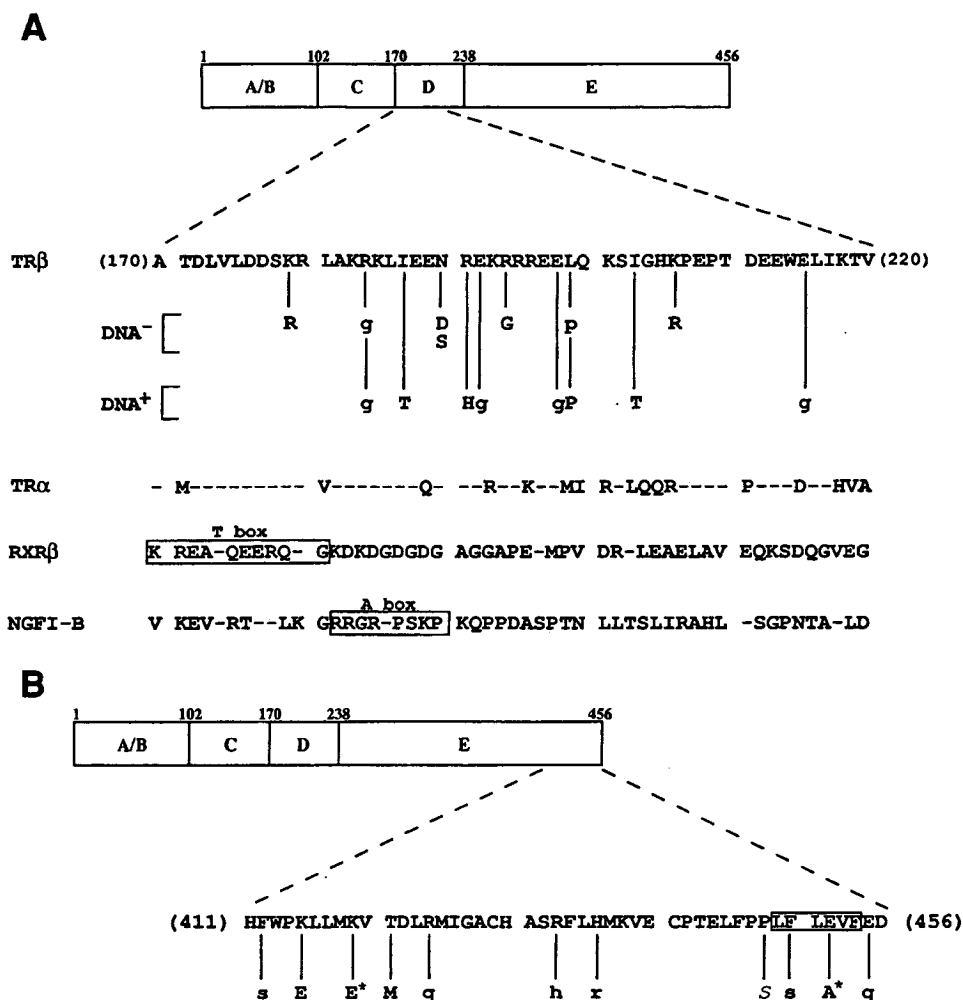 A
1 102 170 238 456
A/B C D E
TRβ (170) A TDLVLDDSKR LAKRKLIEEN REKRRREELQ KSIGHKPEPT DEEWELIKTV (220)
DNA⁻ R g D G p R
S
DNA⁺ g T H g g P T g
TRα - M---------- V-------Q- --R--K--MI R-LQQR---- P---D--HVA
T box
RXRβ K REA-QEERQ- GKDKDGDGDG AGGAPE-MPV DR-LEAELAV EQKSDQGVEG
A box
NGFI-B V KEV-RT--LK GRRGR-PSKP KQPPDASPTN LLTSLIRAHL -SGPNTA-LD
B
1 102 170 238 456
A/B C D E
(411) HFWPKLLMKV TDLRMIGACH ASRFLHMKVE CPTELFPPLF LEVFED (456)
s E E* M q h r S s A* q